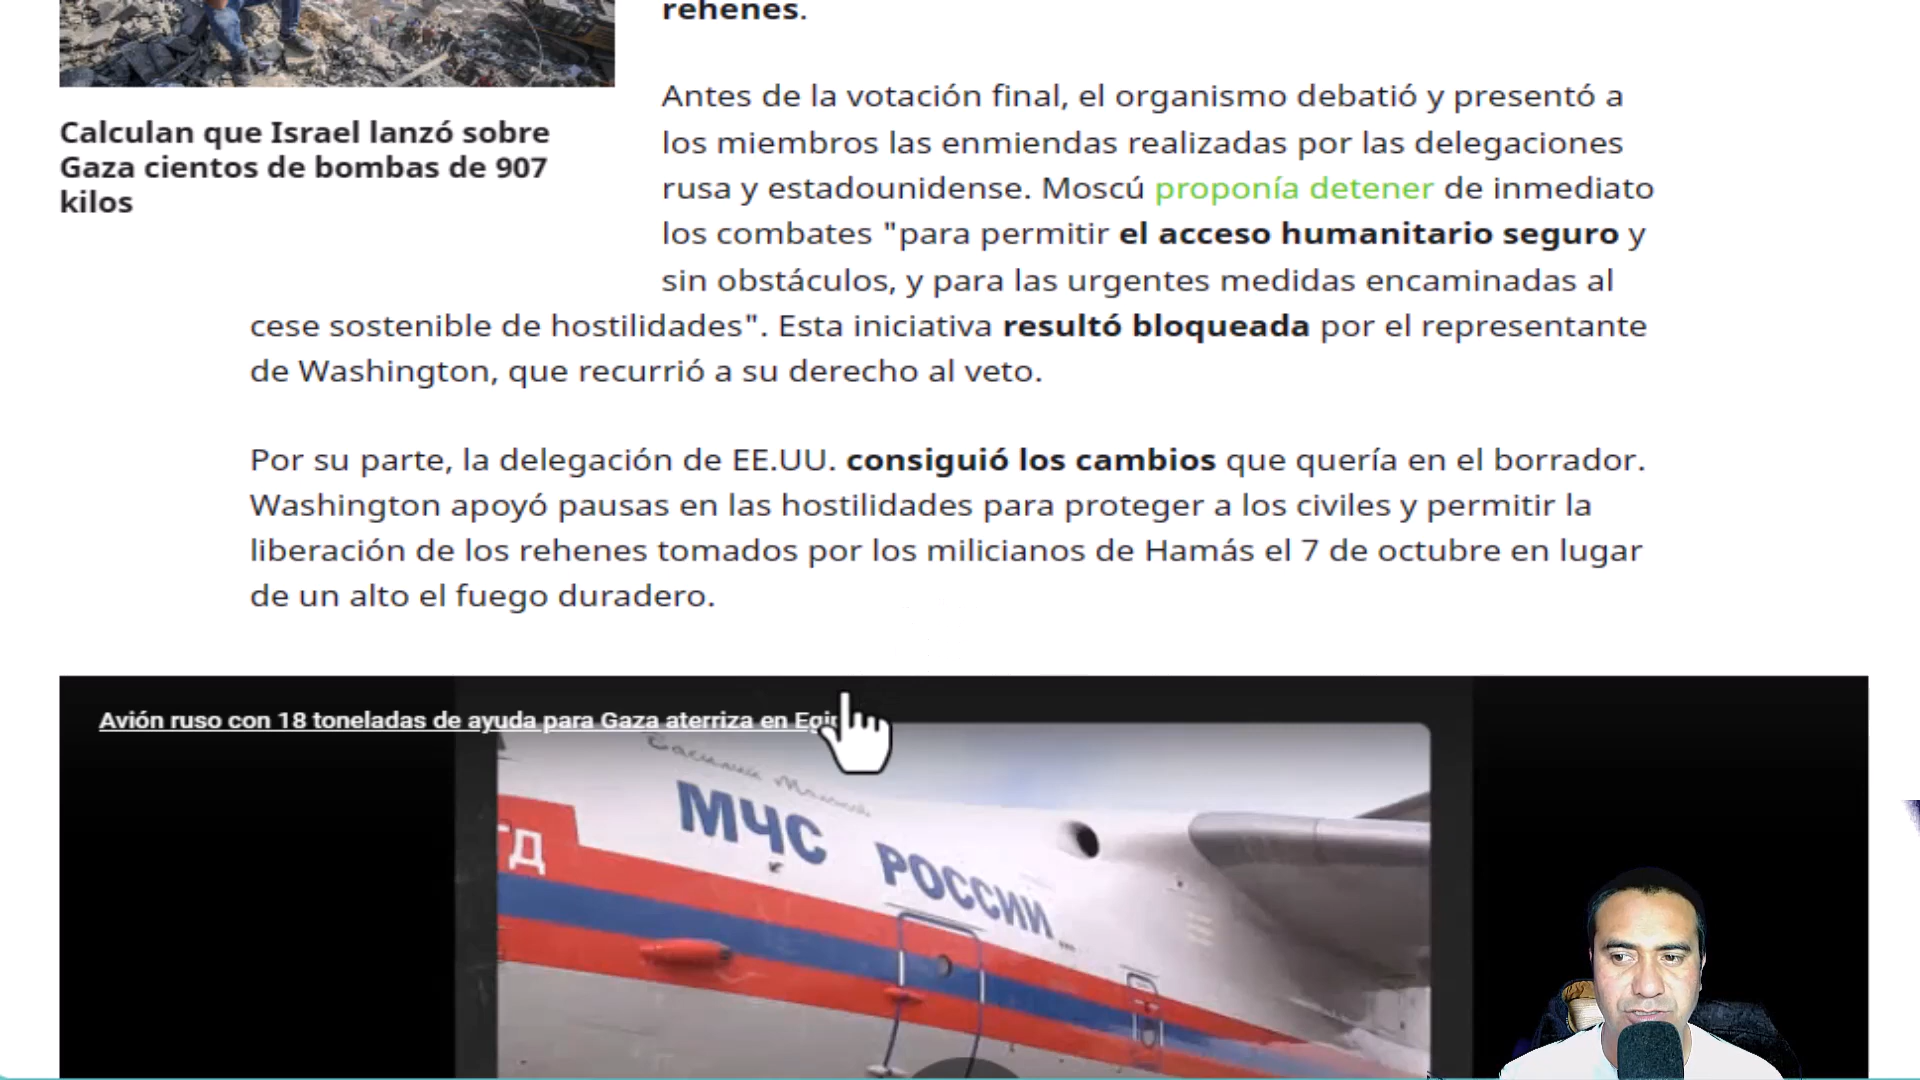 rehenes.
Calculan que Israel lanzó sobre
Gaza cientos de bombas de 907
kilos
Antes de la votación final, el organismo debatió y presentó a
los miembros las enmiendas realizadas por las delegaciones
rusa y estadounidense. Moscú proponía detener de inmediato
los combates "para permitir el acceso humanitario seguro y
sin obstáculos, y para las urgentes medidas encaminadas al
cese sostenible de hostilidades". Esta iniciativa resultó bloqueada por el representante
de Washington, que recurrió a su derecho al veto.
Por su parte, la delegación de EE.UU. consiguió los cambios que quería en el borrador.
Washington apoyó pausas en las hostilidades para proteger a los civiles y permitir la
liberación de los rehenes tomados por los milicianos de Hamás el 7 de octubre en lugar
de un alto el fuego duradero.
Avión ruso con 18 toneladas de ayuda para Gaza aterriza en
МЧС РОССИИ